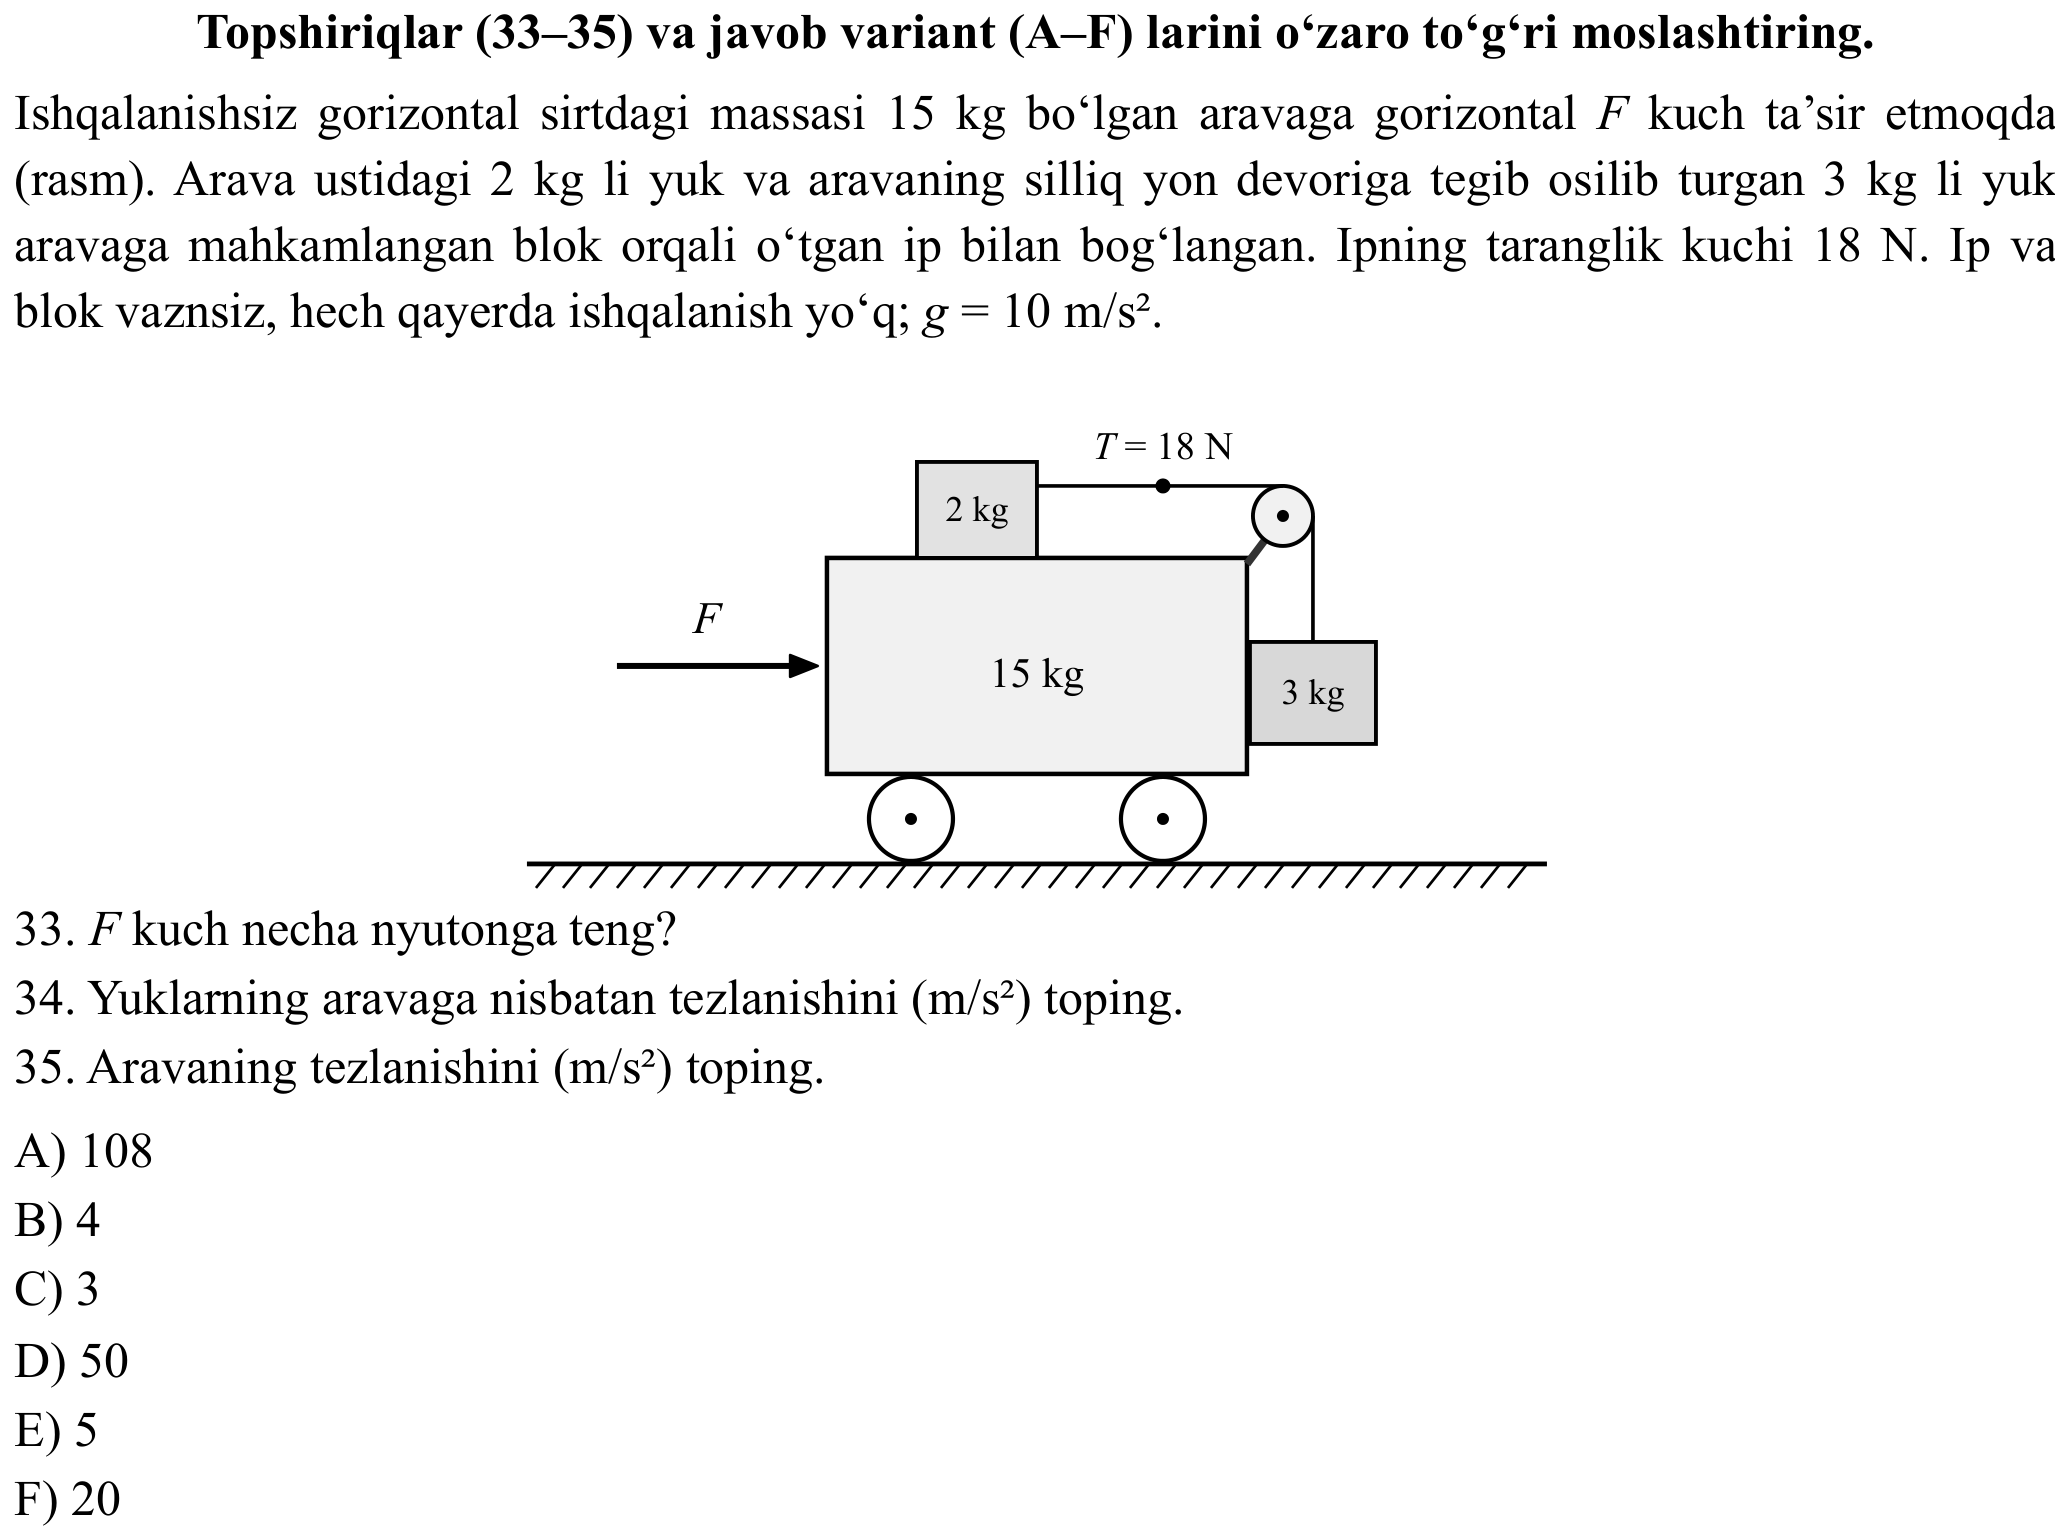 Topshiriqlar (33–35) va javob variant (A–F) larini o‘zaro to‘g‘ri moslashtiring.
Ishqalanishsiz gorizontal sirtdagi massasi 15 kg bo‘lgan aravaga gorizontal F kuch ta’sir etmoqda
(rasm). Arava ustidagi 2 kg li yuk va aravaning silliq yon devoriga tegib osilib turgan 3 kg li yuk
aravaga mahkamlangan blok orqali o‘tgan ip bilan bog‘langan. Ipning taranglik kuchi 18 N. Ip va
blok vaznsiz, hech qayerda ishqalanish yo‘q; g = 10 m/s².
T = 18 N
2 kg
F
15 kg
3 kg
33. F kuch necha nyutonga teng?
34. Yuklarning aravaga nisbatan tezlanishini (m/s²) toping.
35. Aravaning tezlanishini (m/s²) toping.
A) 108
B) 4
C) 3
D) 50
E) 5
F) 20